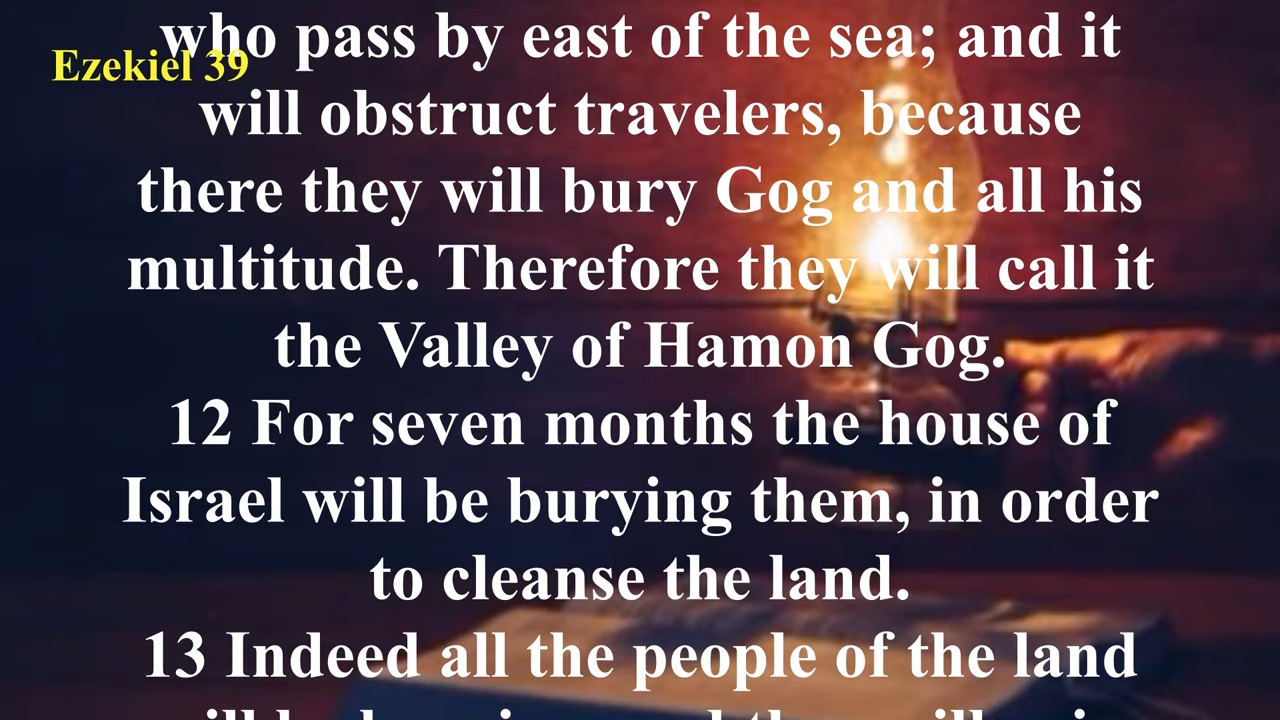 who pass by east of the sea; and it
Ezekiel 39
will obstruct travelers, because
there they will bury Gog and all his
multitude. Therefore they will call it
the Valley of Hamon Gog.
12 For seven months the house of
Israel will be burying them, in order
to cleanse the land.
13 Indeed all the people of the land